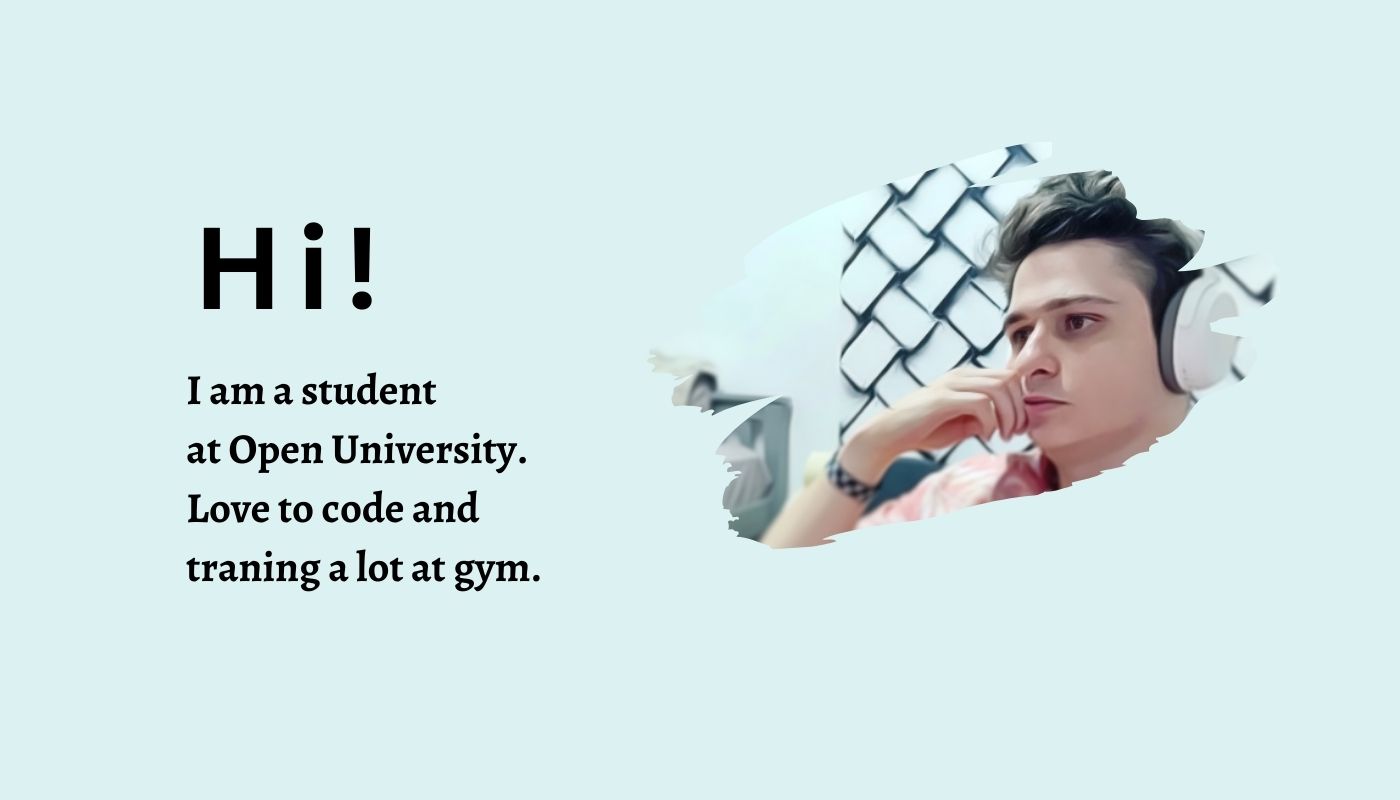 Hi!
I am a student
at Open University.
Love to code and
traning a lot at gym.